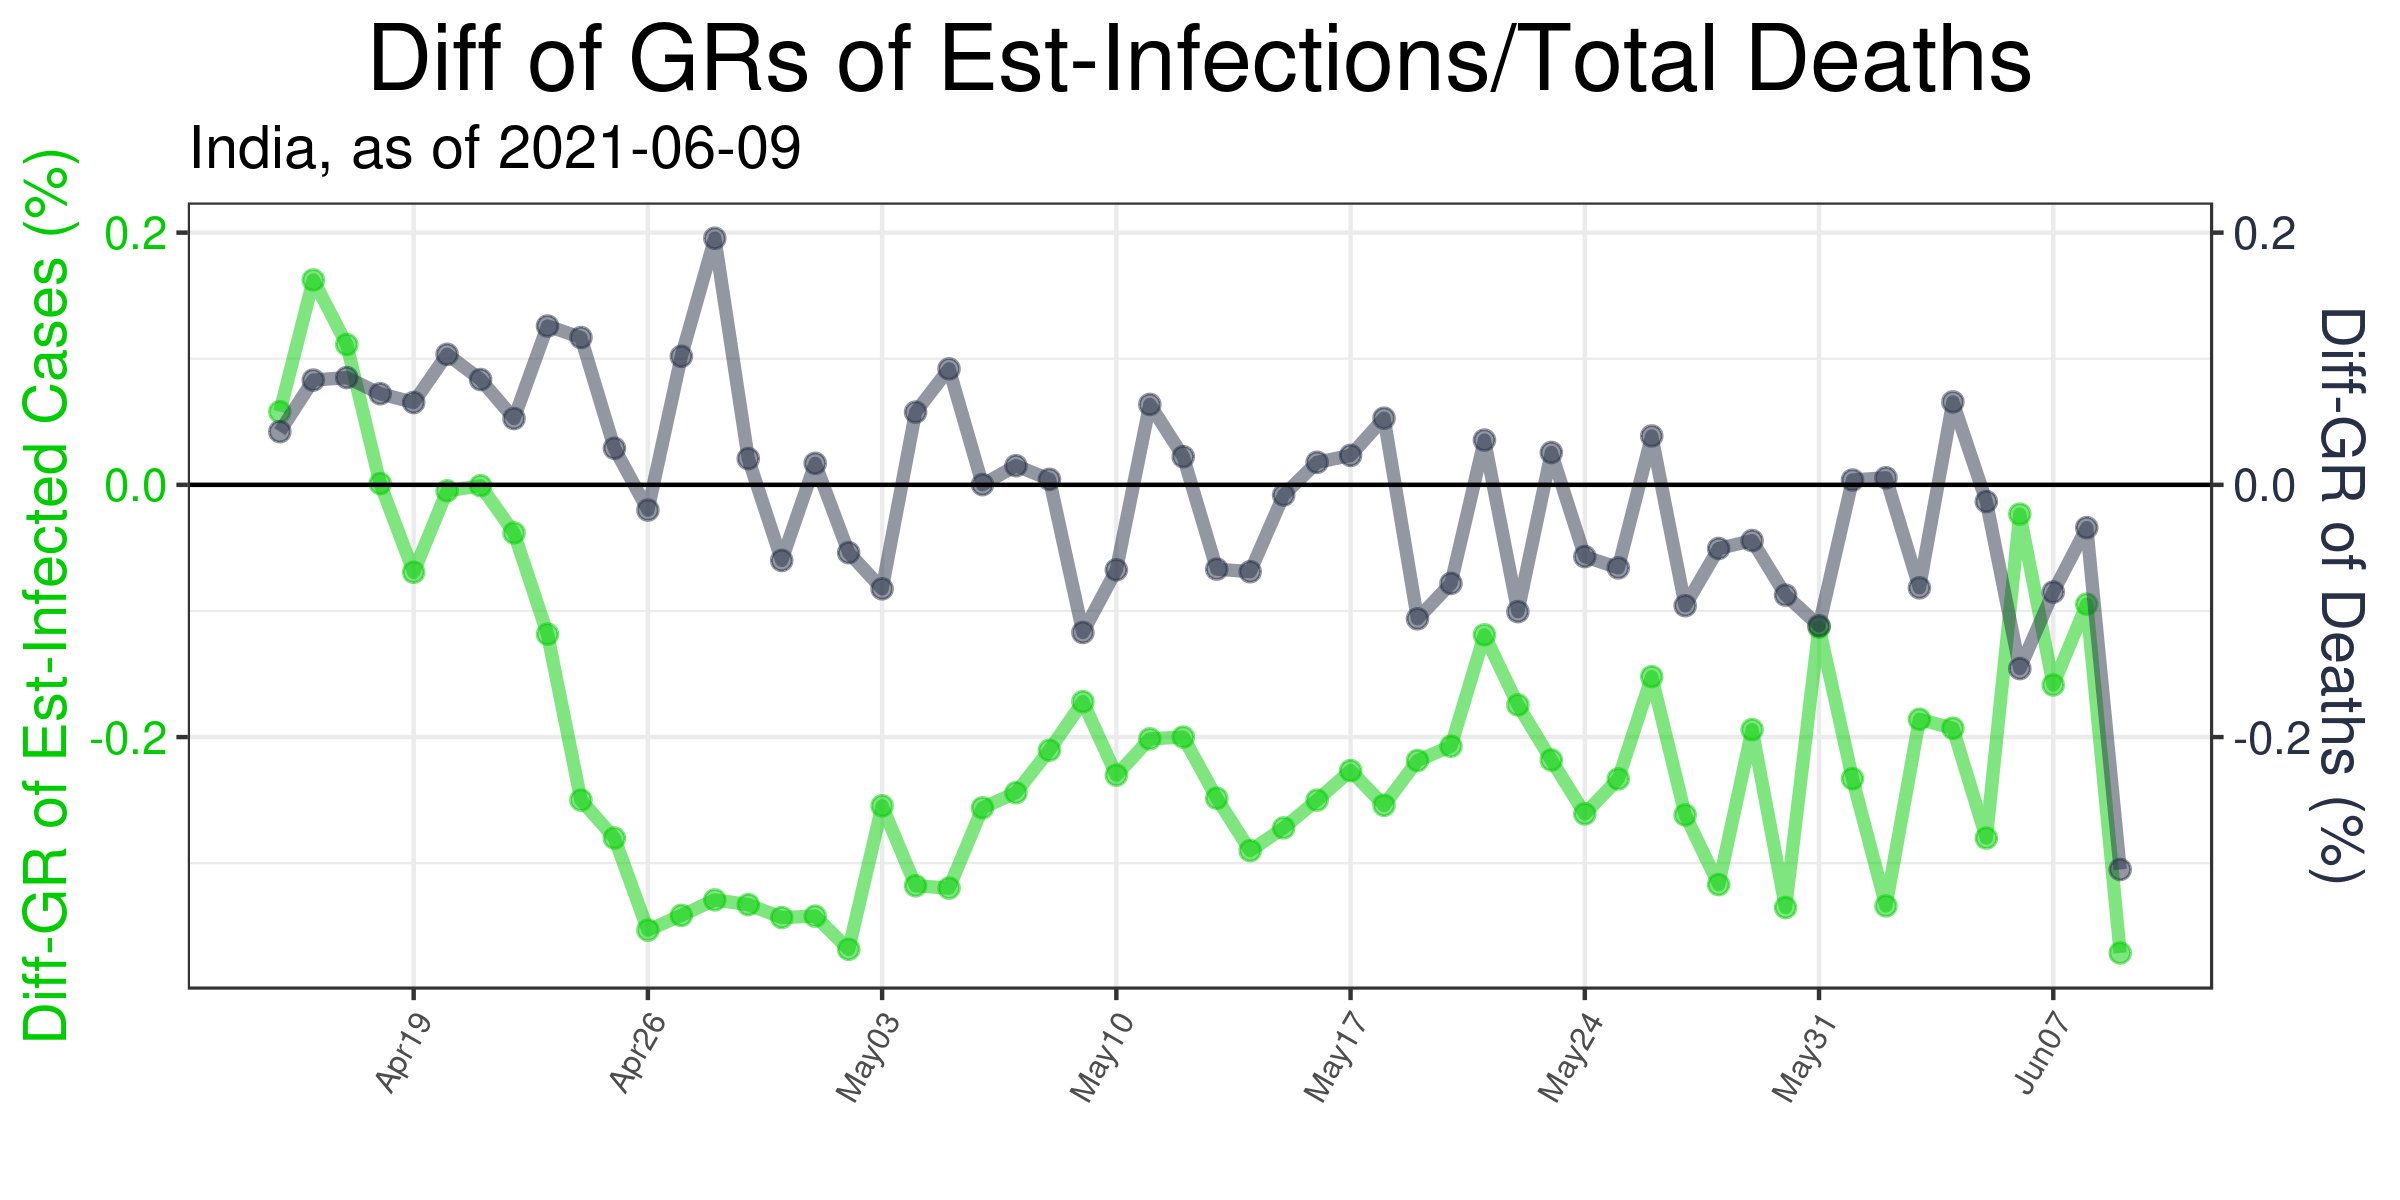 Diff of GRs of Est-Infections/Total Deaths
India, as of 2021-06-09
Diff-GR of Est-Infected Cases (%)
0.2
0.0
-0.2
0.2
0.0
-0.2
Diff-GR of Deaths (%)
Apr19
Apr26
May03
May10
May17
May24
May31
Jun07